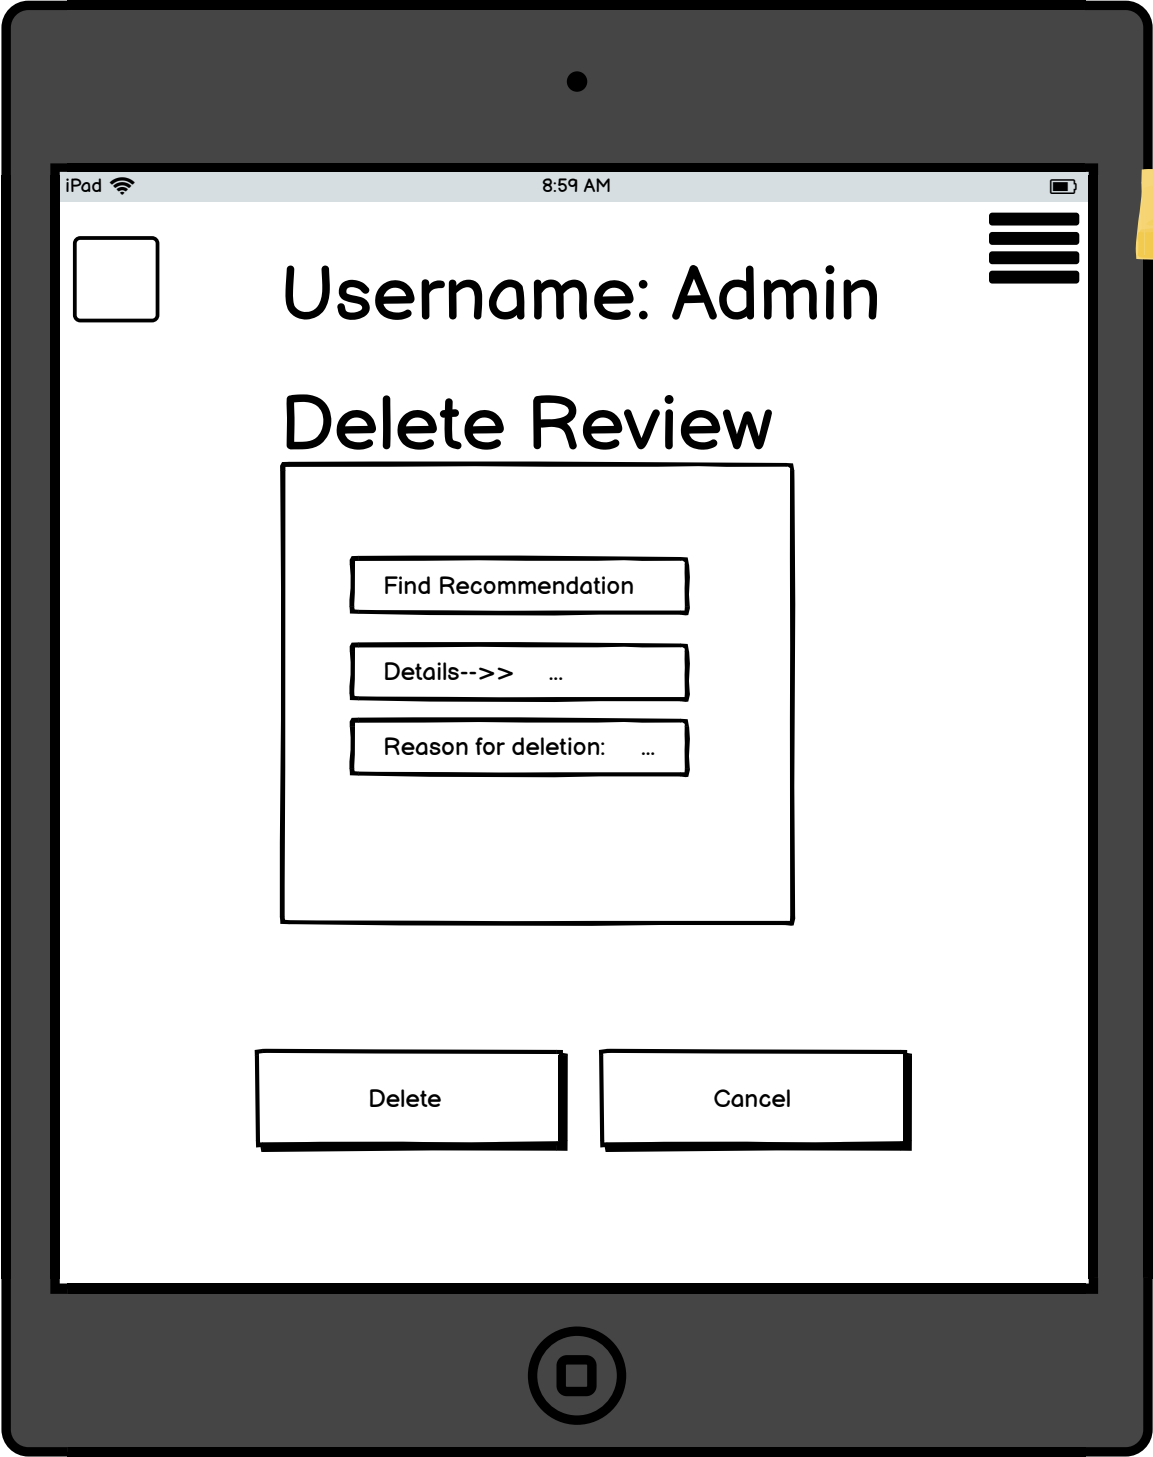 iPad 8:59 AM
Username: Admin
Delete Review
Find Recommendation
Details-->> ...
Reason for deletion: ...
Delete Cancel